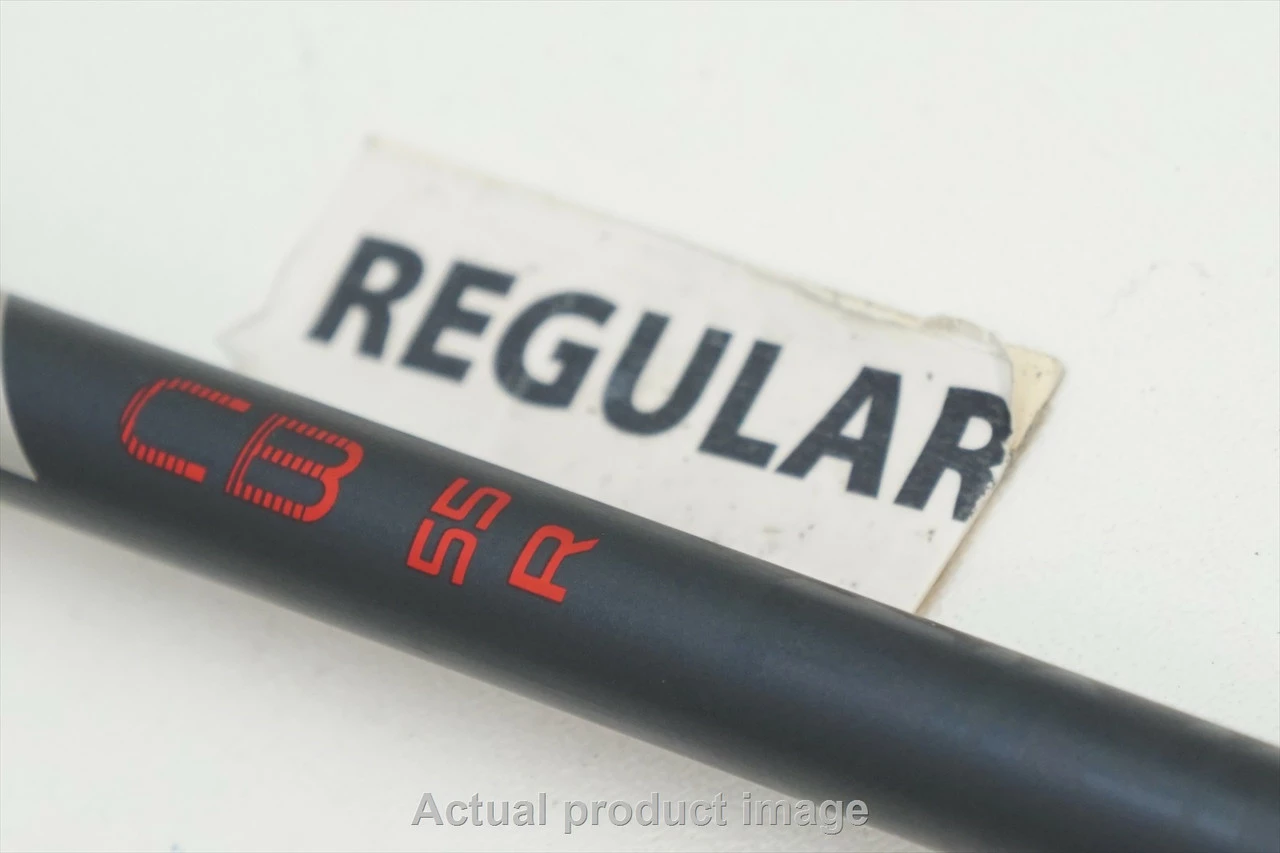 REGULAR
CB
55
R
Actual product image